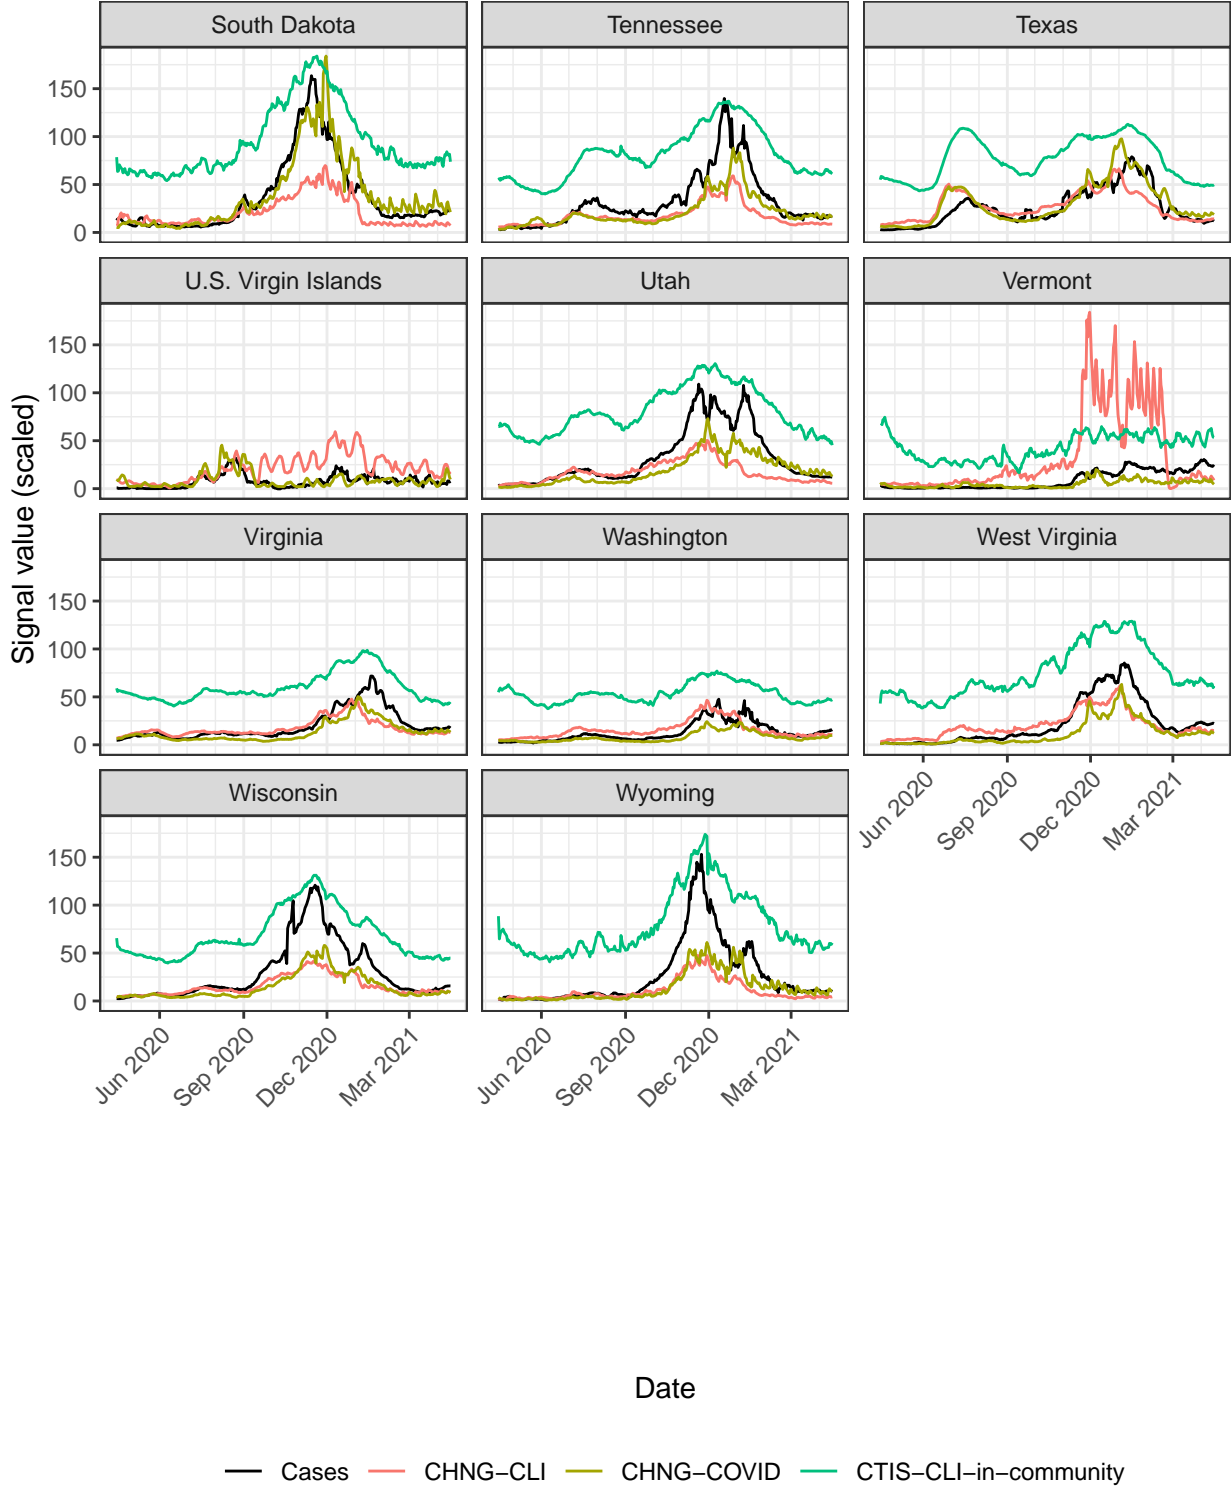 South Dakota
Tennessee
Texas
150
100
50
0
U.S. Virgin Islands
Utah
Vermont
150
100
50
0
Signal value (scaled)
Virginia
Washington
West Virginia
150
100
50
0
Jun 2020
Sep 2020
Dec 2020
Mar 2021
Wisconsin
Wyoming
150
100
50
0
Jun 2020
Sep 2020
Dec 2020
Mar 2021
Jun 2020
Sep 2020
Dec 2020
Mar 2021
Date
Cases CHNG−CLI CHNG−COVID CTIS−CLI−in−community